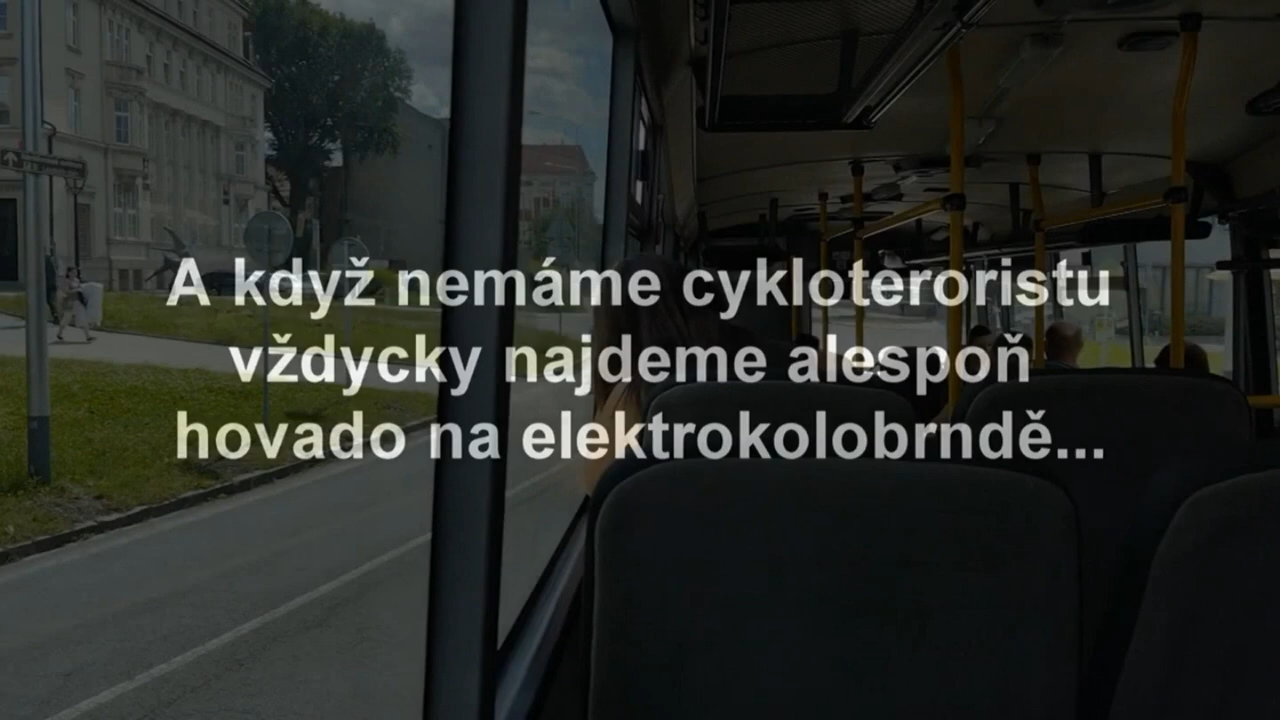 A když nemáme cykloteroristu
vždycky najdeme alespoň
hovado na elektrokolobrndě...